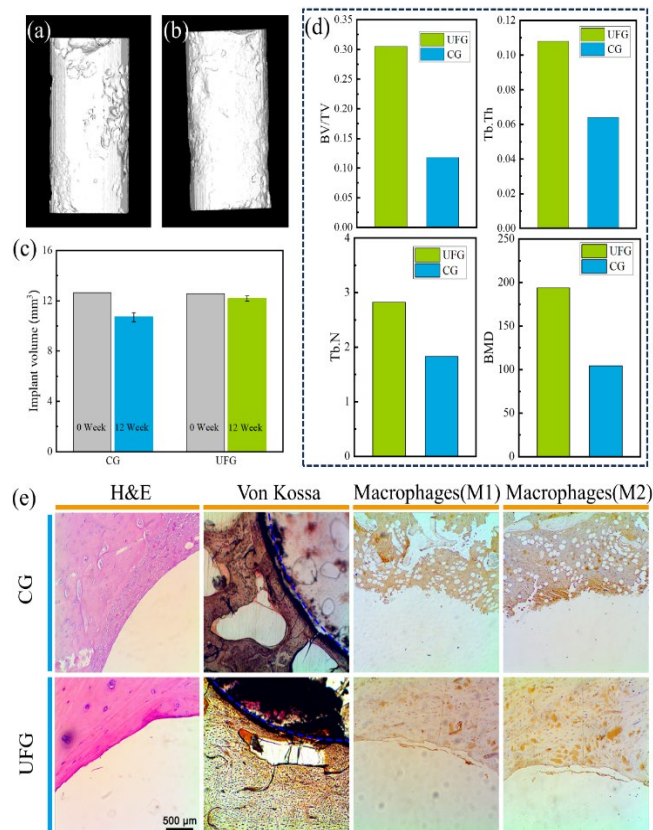 (a)
(b)
(d)
0.35
0.30
0.25
0.20
0.15
0.10
0.05
0.00
BV/TV
UFG
CG
0.12
0.10
0.08
0.06
0.04
0.02
0.00
Tb.Th
UFG
CG
(c)
16
12
8
4
0
Implant volume (mm³)
0 Week
12 Week
0 Week
12 Week
CG
UFG
4
3
2
1
0
Tb.N
UFG
CG
250
200
150
100
50
0
BMD
UFG
CG
(e)
H&E
Von Kossa
Macrophages(M1)
Macrophages(M2)
CG
UFG
500 μm